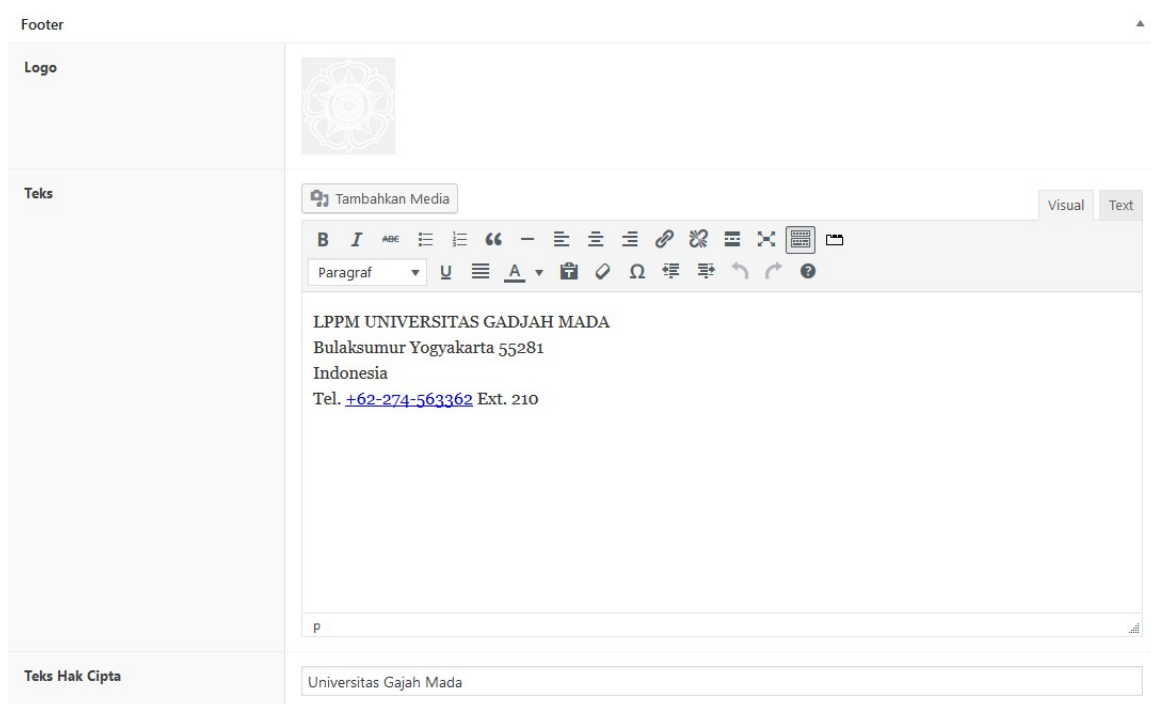 Footer
Logo
Teks
Tambahkan Media
Visual
Text
B I ABE
Paragraf U A Ω
LPPM UNIVERSITAS GADJAH MADA
Bulaksumur Yogyakarta 55281
Indonesia
Tel. +62-274-563362 Ext. 210
p
Teks Hak Cipta
Universitas Gajah Mada